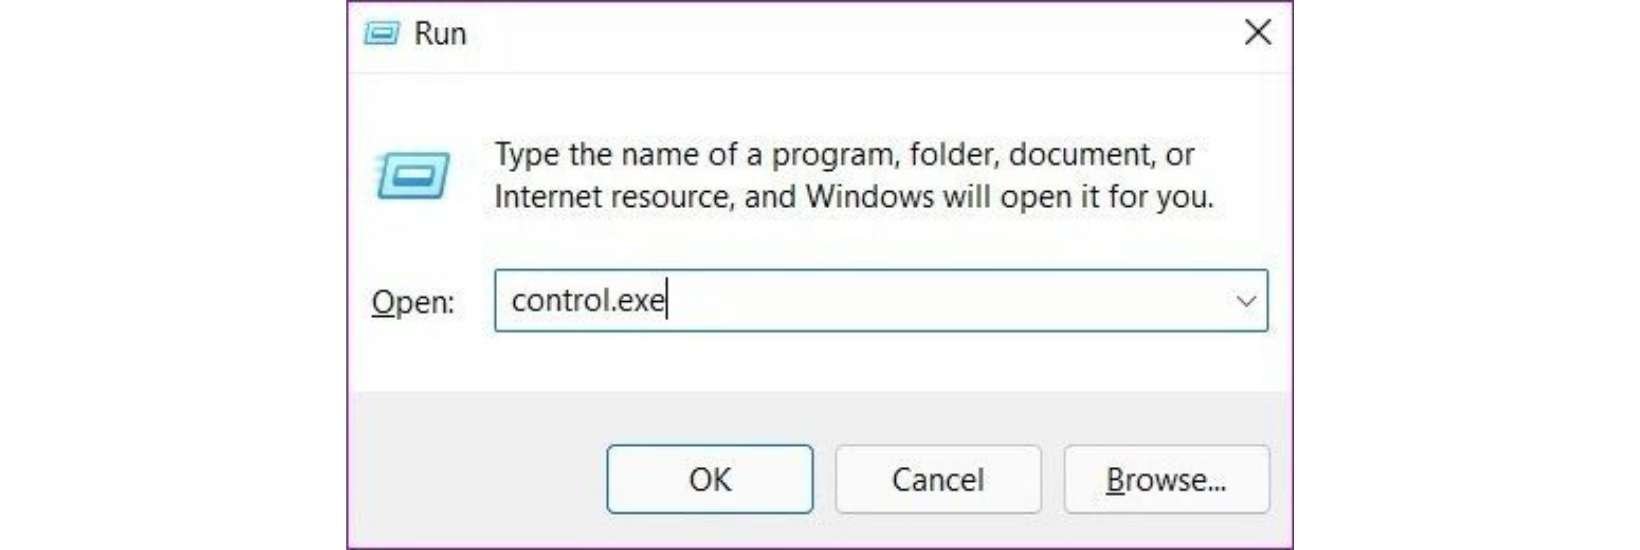 Run
Type the name of a program, folder, document, or
Internet resource, and Windows will open it for you.
Open: control.exe
OK Cancel Browse...